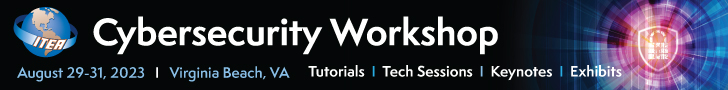 ITEA
Cybersecurity Workshop
August 29-31, 2023 | Virginia Beach, VA Tutorials | Tech Sessions | Keynotes | Exhibits